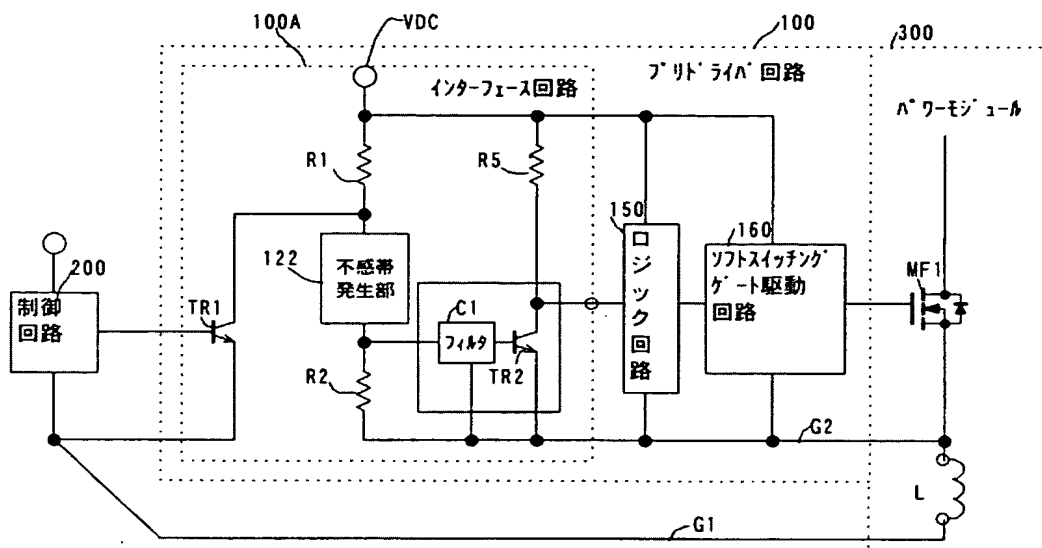 100A
VDC
100
300
インターフェース回路
プリドライバ回路
パワーモジュール
R1
R5
150
160
ロジック回路
ソフトスイッチング
ゲート駆動
回路
MF1
200
制御
回路
TR1
122
不感帯
発生部
C1
フィルタ
TR2
R2
G2
L
G1